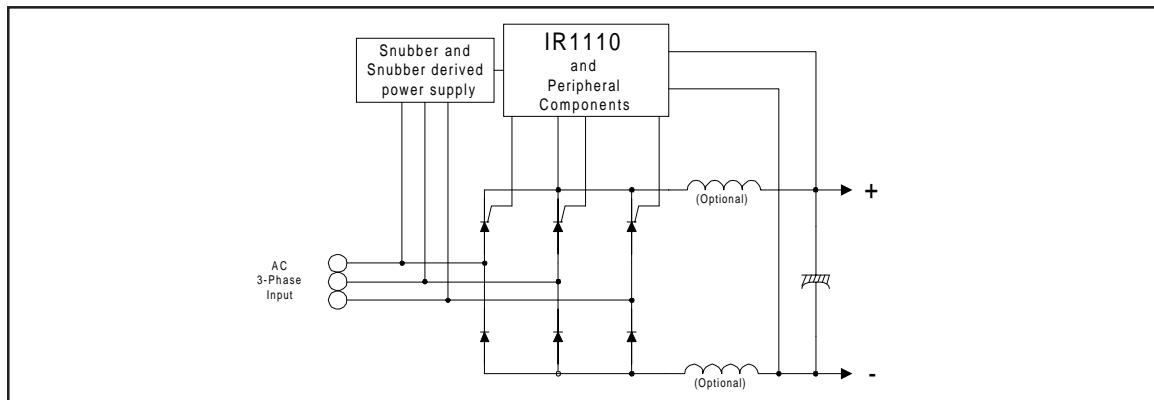 Snubber and
Snubber derived
power supply
IR1110
and
Peripheral
Components
(Optional)
+
AC
3-Phase
Input
(Optional)
-